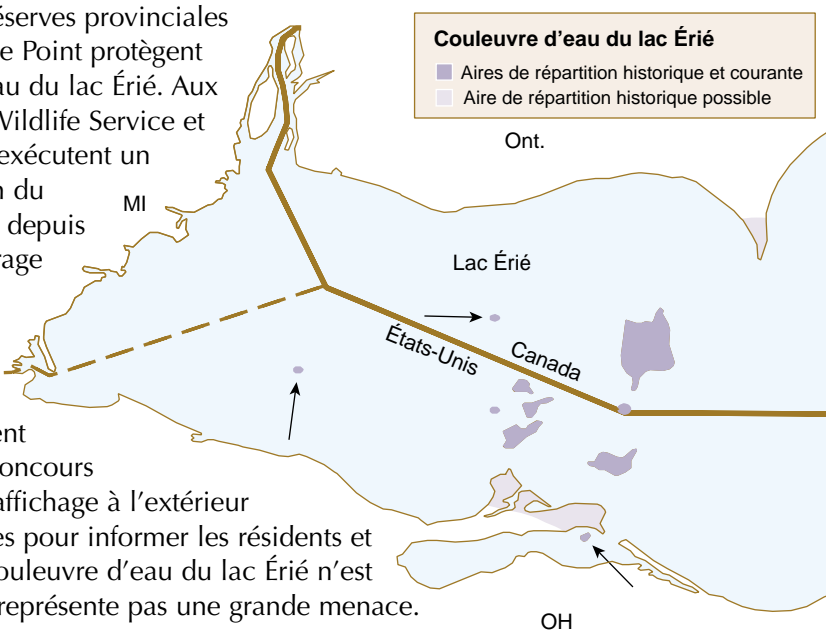 éserves provinciales
e Point protègent
au du lac Érié. Aux
Wildlife Service et
exécutent un
n du
depuis
rage
ent
oncours
affichage à l'extérieur
es pour informer les résidents et
ouleuvre d'eau du lac Érié n'est
représente pas une grande menace.
Couleuvre d'eau du lac Érié
Aires de répartition historique et courante
Aire de répartition historique possible
Ont.
MI
Lac Érié
États-Unis
Canada
OH